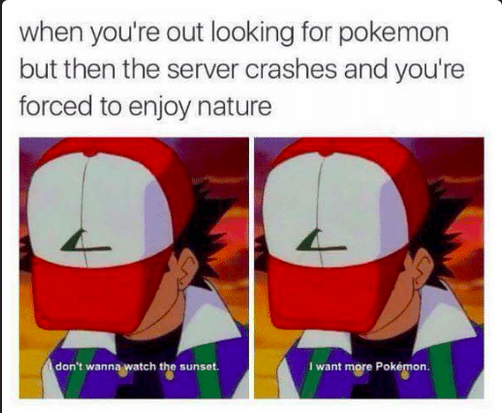 when you're out looking for pokemon
but then the server crashes and you're
forced to enjoy nature
I don't wanna watch the sunset.
I want more Pokémon.